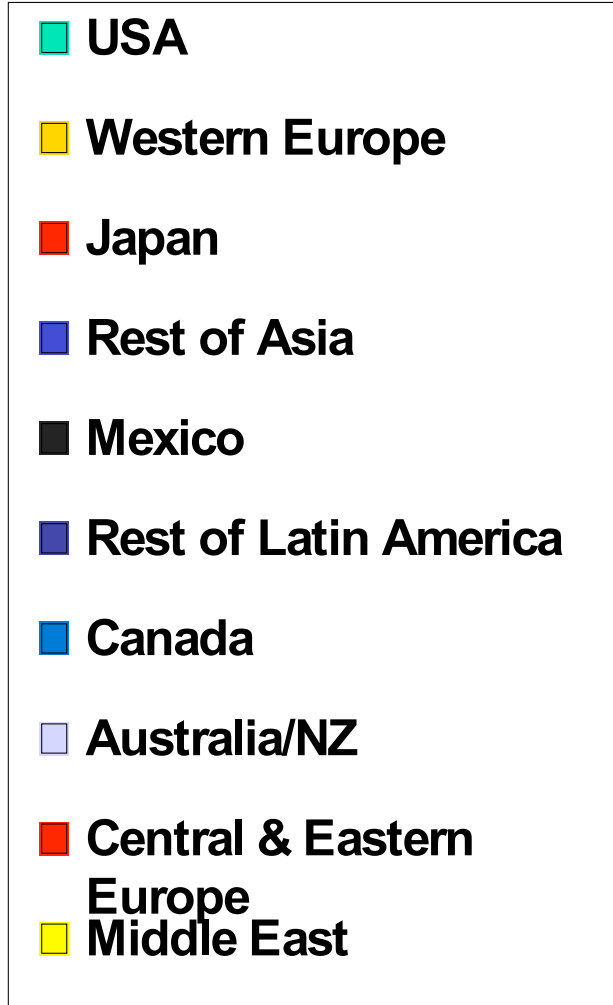 USA
Western Europe
Japan
Rest of Asia
Mexico
Rest of Latin America
Canada
Australia/NZ
Central & Eastern
Europe
Middle East